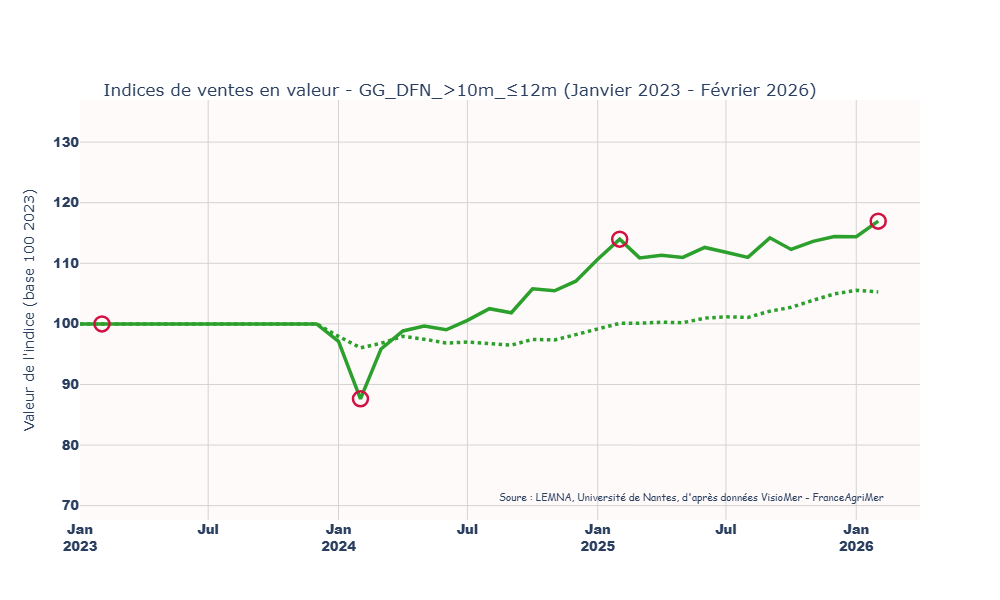 Indices de ventes en valeur - GG_DFN_>10m_≤12m (Janvier 2023 - Février 2026)
Valeur de l'indice (base 100 2023)
130
120
110
100
90
80
70
Soure : LEMNA, Université de Nantes, d'après données VisioMer - FranceAgriMer
Jan Jul Jan Jul Jan Jul Jan
2023 2024 2025 2026